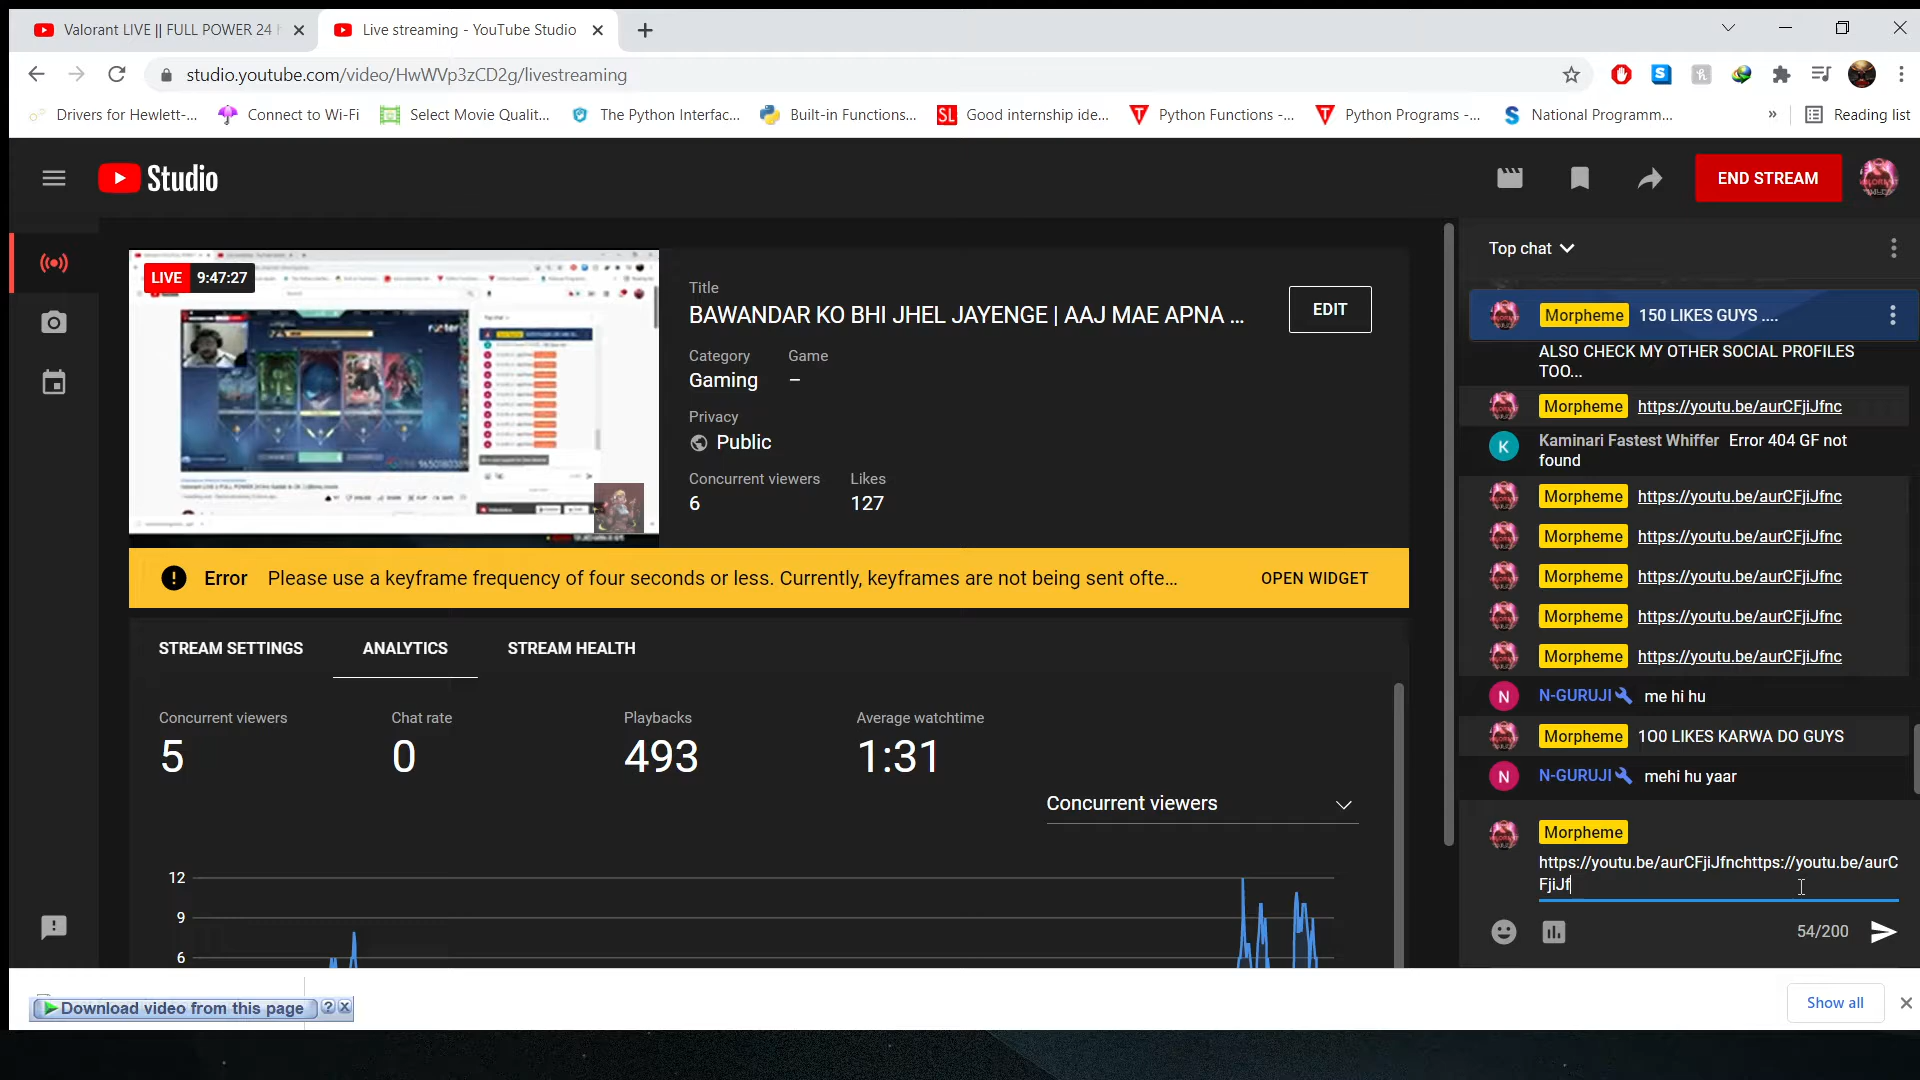 Valorant LIVE || FULL POWER 24
Live streaming - YouTube Studio
studio.youtube.com/video/HwWVp3zCD2g/livestreaming
Drivers for Hewlett-...
Connect to Wi-Fi
Select Movie Qualit...
The Python Interfac...
Built-in Functions...
SL
Good internship ide...
Python Functions -...
Python Programs -...
National Programm...
»
Reading list
Studio
END STREAM
LIVE 9:47:27
Title
BAWANDAR KO BHI JHEL JAYENGE | AAJ MAE APNA ...
EDIT
Category
Game
Gaming
–
Privacy
Public
Concurrent viewers
Likes
6
127
Error Please use a keyframe frequency of four seconds or less. Currently, keyframes are not being sent ofte...
OPEN WIDGET
STREAM SETTINGS
ANALYTICS
STREAM HEALTH
Concurrent viewers
Chat rate
Playbacks
Average watchtime
5
0
493
1:31
Concurrent viewers
12
9
6
Top chat
Morpheme 150 LIKES GUYS ....
ALSO CHECK MY OTHER SOCIAL PROFILES
TOO...
Morpheme https://youtu.be/aurCFjiJfnc
K Kaminari Fastest Whiffer Error 404 GF not
found
Morpheme https://youtu.be/aurCFjiJfnc
Morpheme https://youtu.be/aurCFjiJfnc
Morpheme https://youtu.be/aurCFjiJfnc
Morpheme https://youtu.be/aurCFjiJfnc
Morpheme https://youtu.be/aurCFjiJfnc
N N-GURUJI me hi hu
Morpheme 1O0 LIKES KARWA DO GUYS
N N-GURUJI mehi hu yaar
Morpheme
https://youtu.be/aurCFjiJfnchttps://youtu.be/aurC
FjiJf
54/200
Download video from this page
Show all